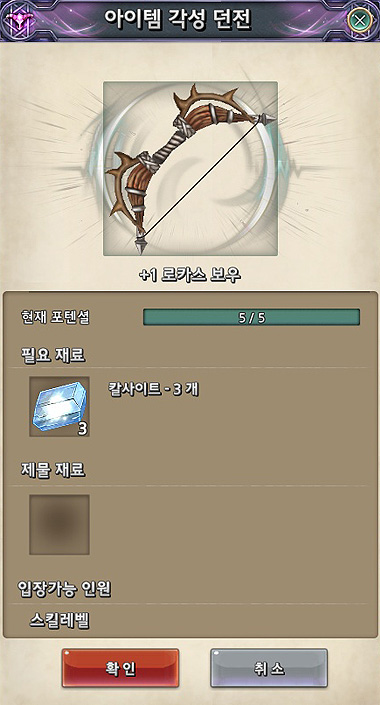 아이템 각성 던전
+1 로카스 보우
현재 포텐셜 5 / 5
필요 재료
칼사이트 - 3 개
3
제물 재료
입장가능 인원
스킬레벨
확인 취소